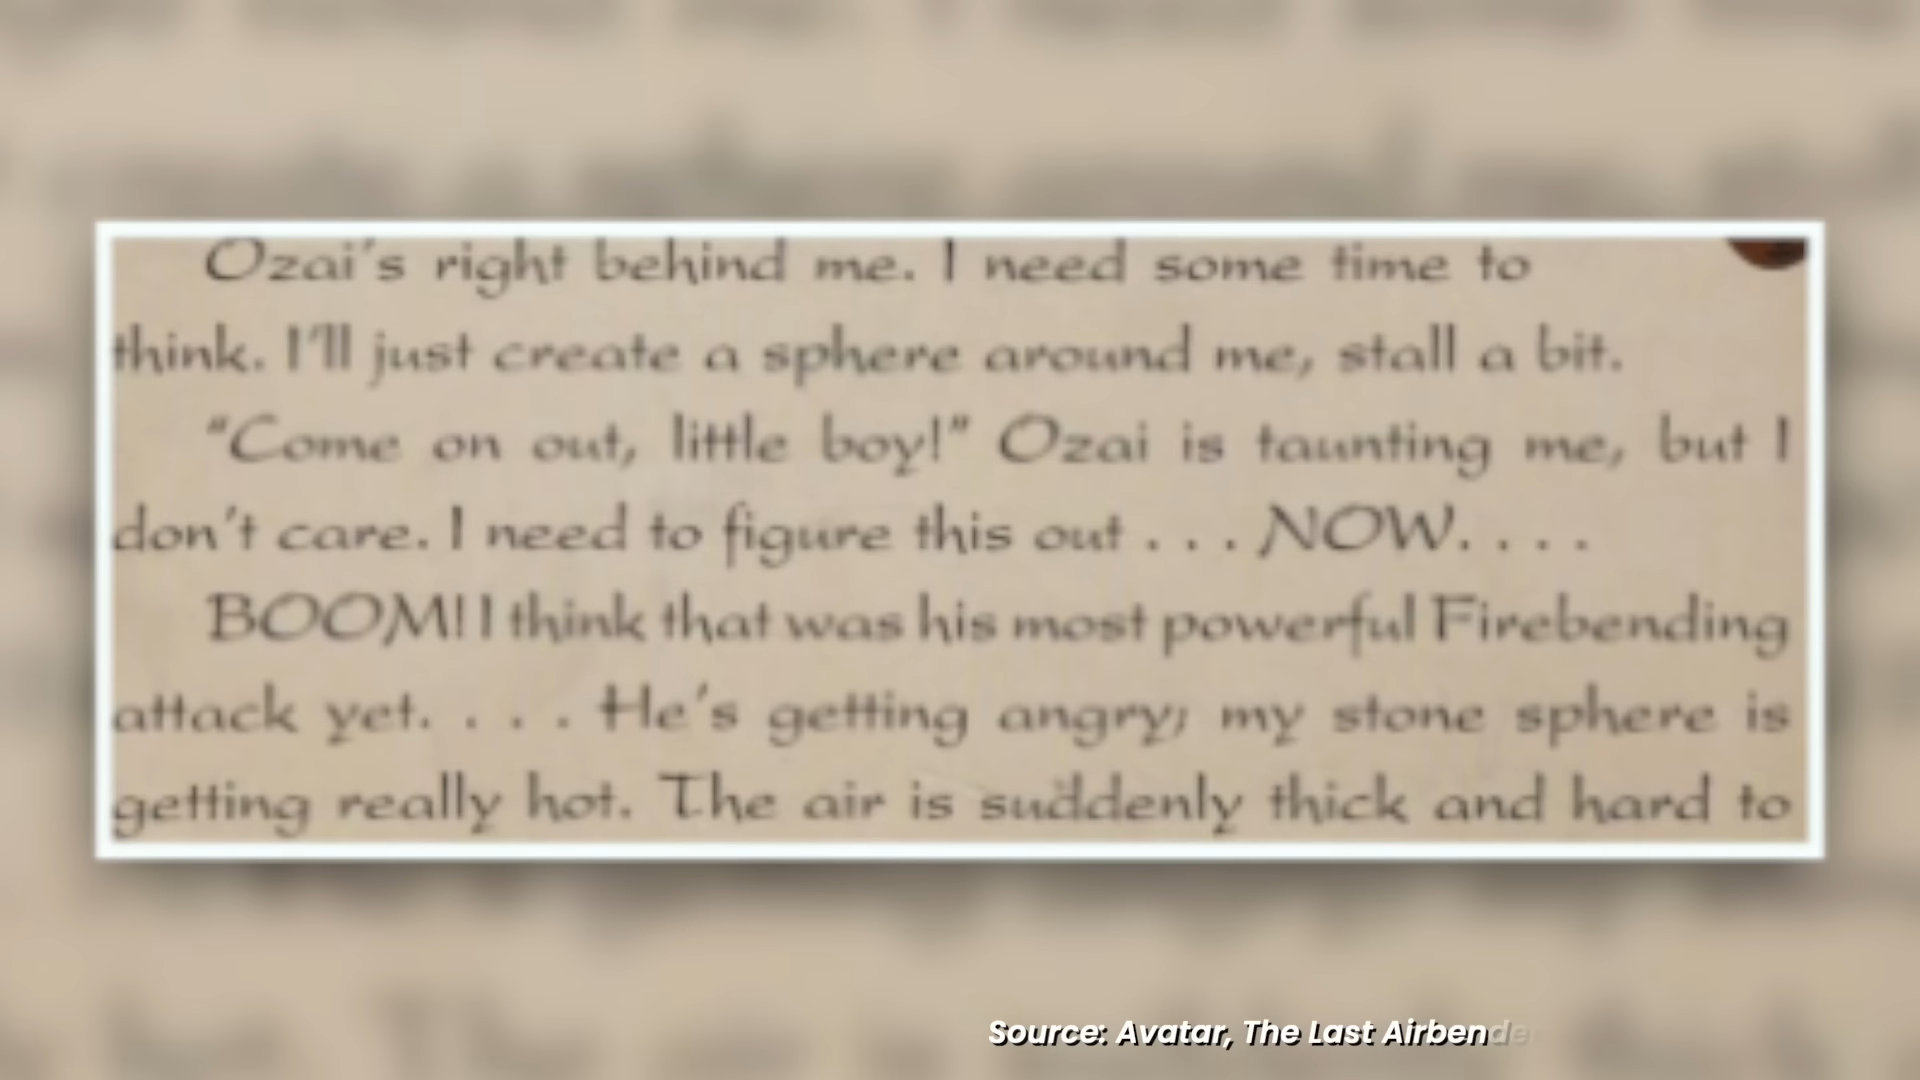 Ozai's right behind me. I need some time to
think. I'll just create a sphere around me, stall a bit.
"Come on out, little boy!" Ozai is taunting me, but I
don't care. I need to figure this out . . . NOW. . . .
BOOM! I think that was his most powerful Firebending
attack yet. . . . He's getting angry; my stone sphere is
getting really hot. The air is suddenly thick and hard to
Source: Avatar, The Last Airbende